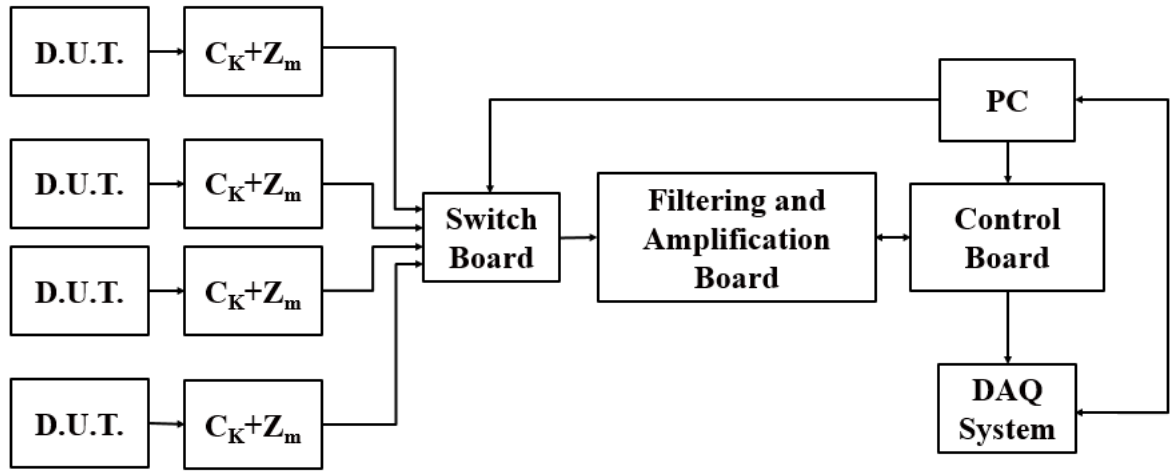 D.U.T.
C_K+Z_m
D.U.T.
C_K+Z_m
D.U.T.
C_K+Z_m
D.U.T.
C_K+Z_m
Switch
Board
Filtering and
Amplification
Board
PC
Control
Board
DAQ
System